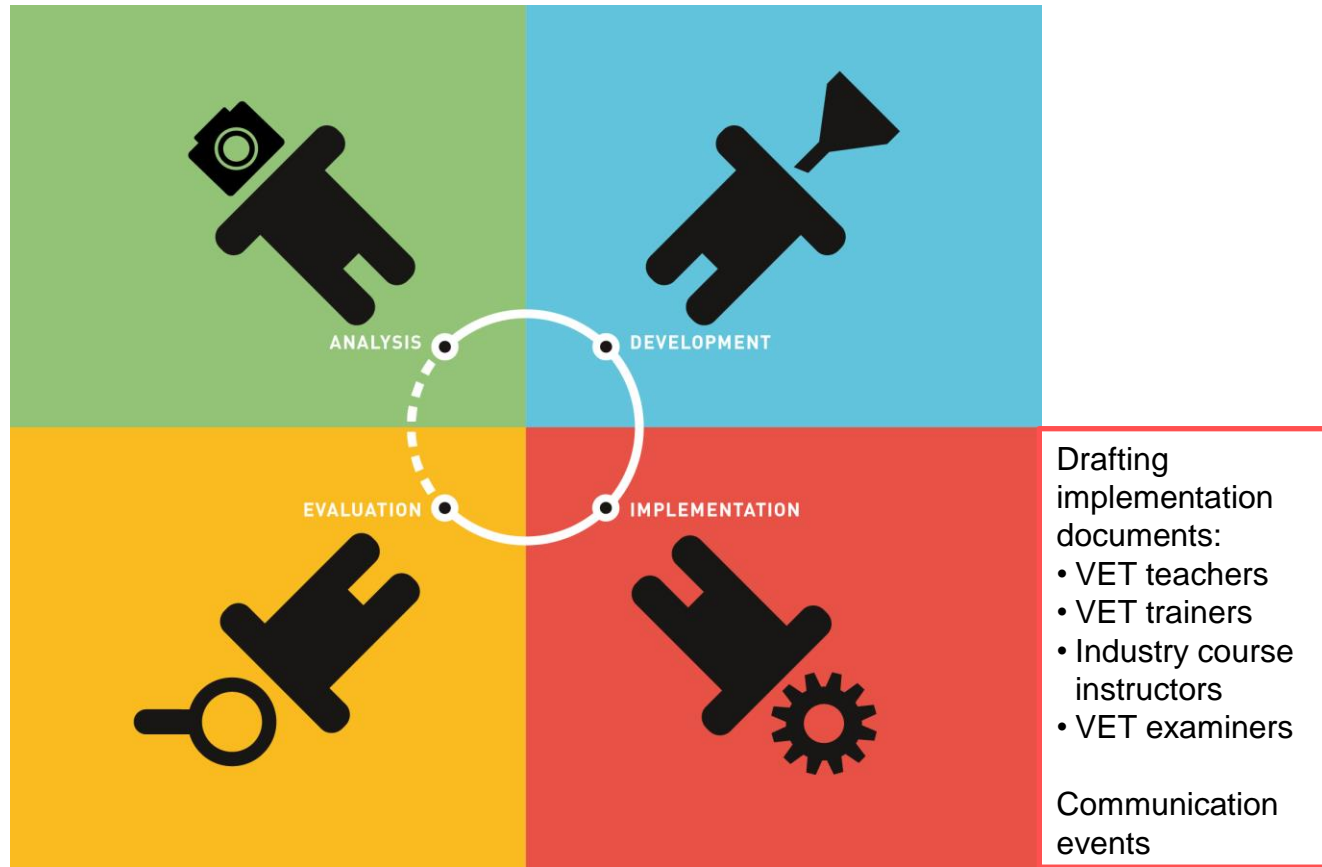 ANALYSIS
DEVELOPMENT
EVALUATION
IMPLEMENTATION
Drafting
implementation
documents:
• VET teachers
• VET trainers
• Industry course
instructors
• VET examiners
Communication
events